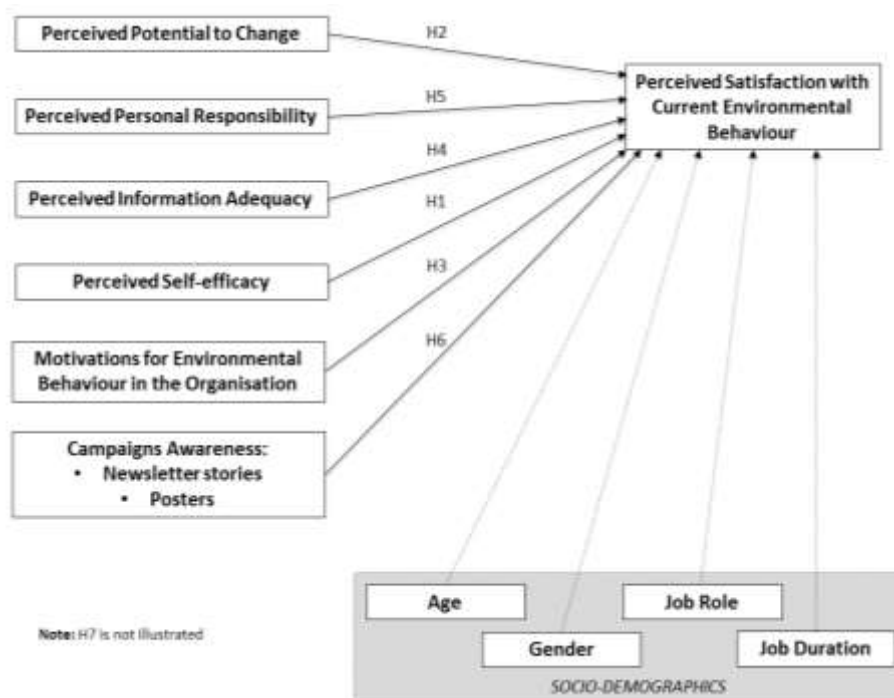 Perceived Potential to Change
H2
Perceived Satisfaction with
Current Environmental
Behaviour
Perceived Personal Responsibility
H5
H4
Perceived Information Adequacy
H1
Perceived Self-efficacy
H3
Motivations for Environmental
Behaviour in the Organisation
H6
Campaigns Awareness:
• Newsletter stories
• Posters
Age
Job Role
Note: H7 is not Illustrated
Gender
Job Duration
SOCIO-DEMOGRAPHICS